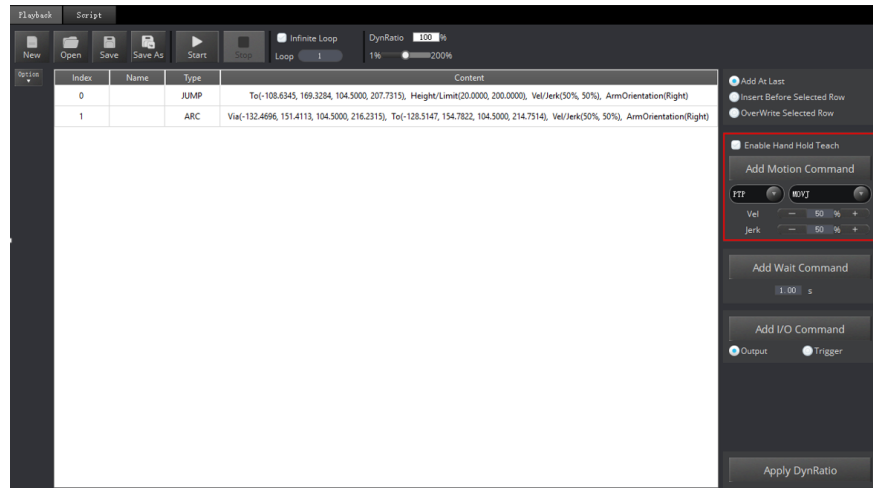 Playback Script
New Open Save Save As Start Stop
Infinite Loop
Loop 1
DynRatio 100 %
1% 200%
Option
Index Name Type Content
0 JUMP To(-108.6345, 169.3284, 104.5000, 207.7315), Height/Limit(20.0000, 200.0000), Vel/Jerk(50%, 50%), ArmOrientation(Right)
1 ARC Via(-132.4696, 151.4113, 104.5000, 216.2315), To(-128.5147, 154.7822, 104.5000, 214.7514), Vel/Jerk(50%, 50%), ArmOrientation(Right)
Add At Last
Insert Before Selected Row
OverWrite Selected Row
Enable Hand Hold Teach
Add Motion Command
PTP MOVJ
Vel — 50 % +
Jerk — 50 % +
Add Wait Command
1.00 s
Add I/O Command
Output Trigger
Apply DynRatio